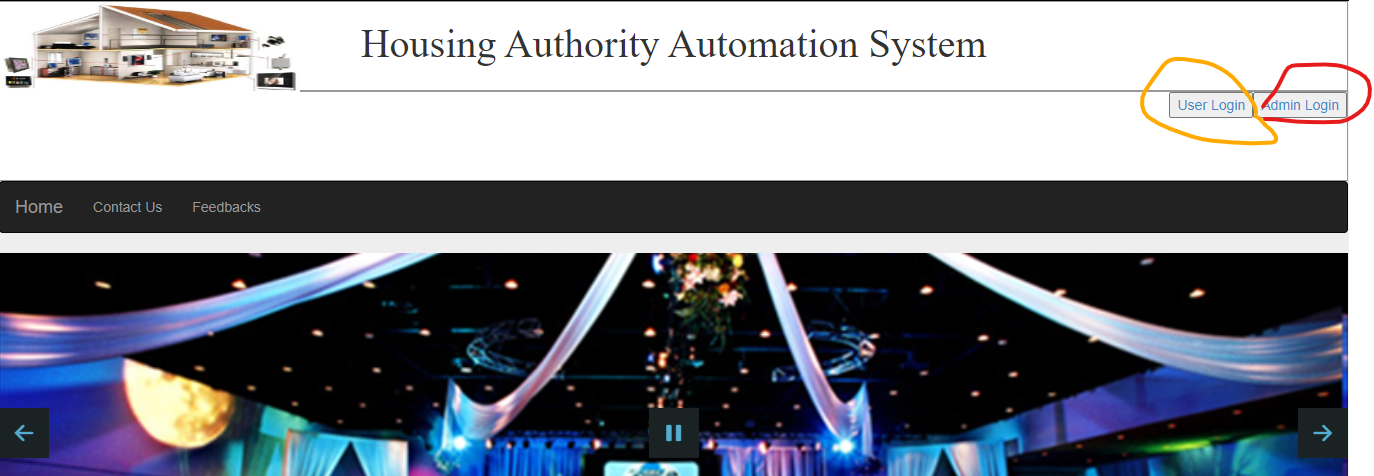 Housing Authority Automation System
User Login Admin Login
Home Contact Us Feedbacks